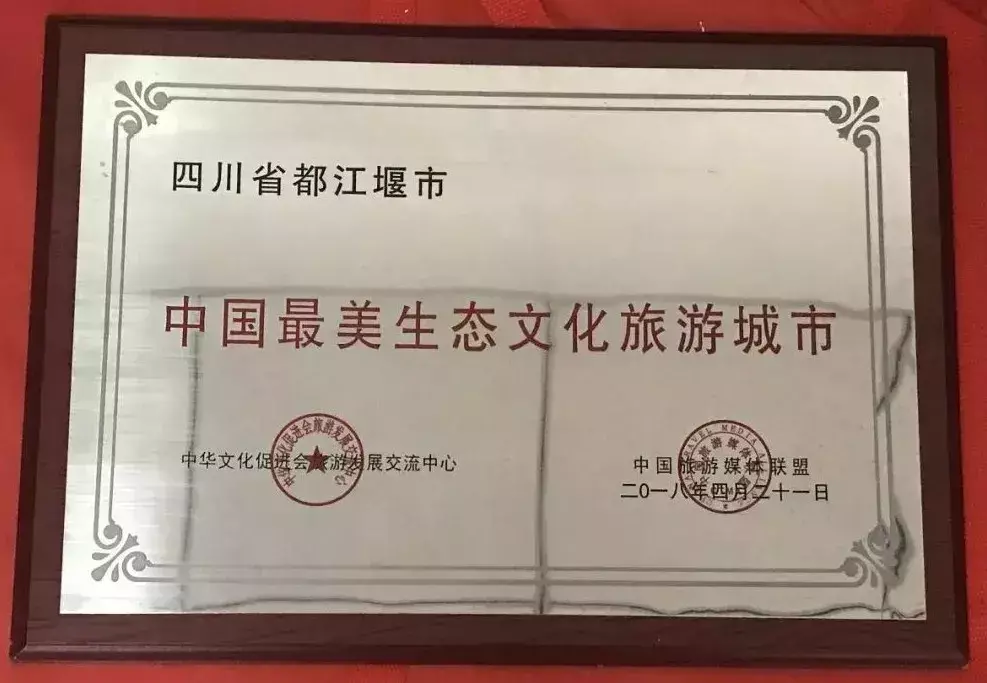 四川省都江堰市
中国最美生态文化旅游城市
中华文化促进会旅游发展交流中心
中国旅游媒体联盟
二0一八年四月二十一日